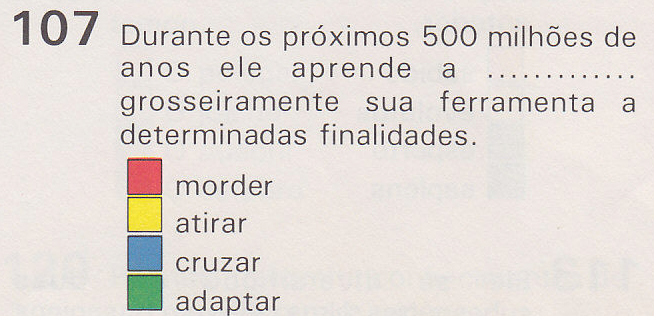 107 Durante os próximos 500 milhões de
anos ele aprende a .............
grosseiramente sua ferramenta a
determinadas finalidades.
morder
atirar
cruzar
adaptar